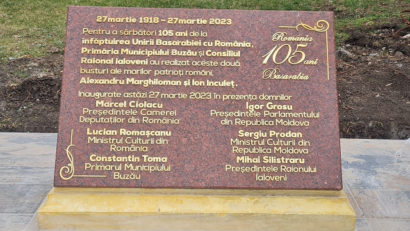 27martie 1918 - 27martie 2023
Pentru a sărbători 105 ani de la
înfăptuirea Unirii Basarabiei cu România,
Primăria Municipiului Buzău și Consiliul
Raional Ialoveni au realizat aceste două
busturi ale marilor patrioți români,
Alexandru Marghiloman și Ion Inculeț.
Romania
105
ani
Basarabia
Inaugurate astăzi 27 martie 2023 în prezența domnilor
Marcel Ciolacu
Președintele Camerei
Deputaților din România
Igor Grosu
Președintele Parlamentului
din Republica Moldova
Lucian Romașcanu
Ministrul Culturii din
România
Sergiu Prodan
Ministrul Culturii din
Republica Moldova
Constantin Toma
Primarul Municipiului
Buzău
Mihai Silistraru
Președintele Raionului
Ialoveni